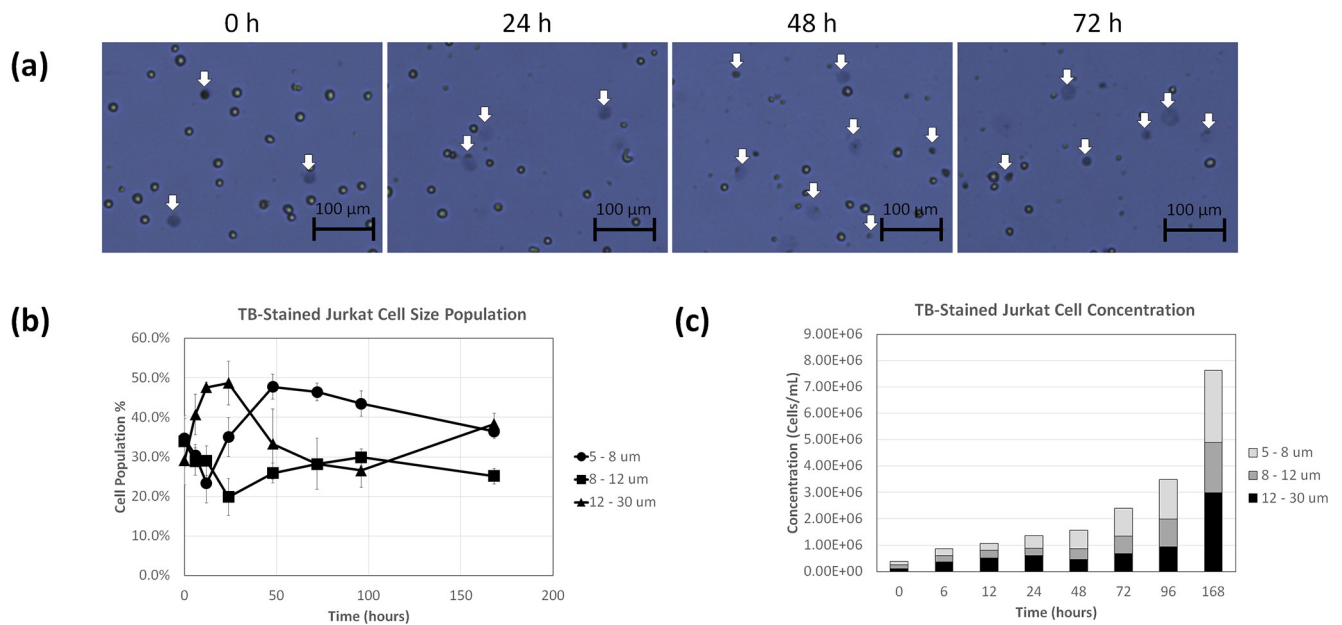 0 h
24 h
48 h
72 h
(a)
100 µm
100 µm
100 µm
100 µm
(b)
TB-Stained Jurkat Cell Size Population
60.0%
50.0%
40.0%
30.0%
20.0%
10.0%
0.0%
Cell Population %
0
50
100
150
200
Time (hours)
5 - 8 um
8 - 12 um
12 - 30 um
(c)
TB-Stained Jurkat Cell Concentration
9.00E+06
8.00E+06
7.00E+06
6.00E+06
5.00E+06
4.00E+06
3.00E+06
2.00E+06
1.00E+06
0.00E+00
Concentration (Cells/mL)
0
6
12
24
48
72
96
168
Time (hours)
5 - 8 um
8 - 12 um
12 - 30 um